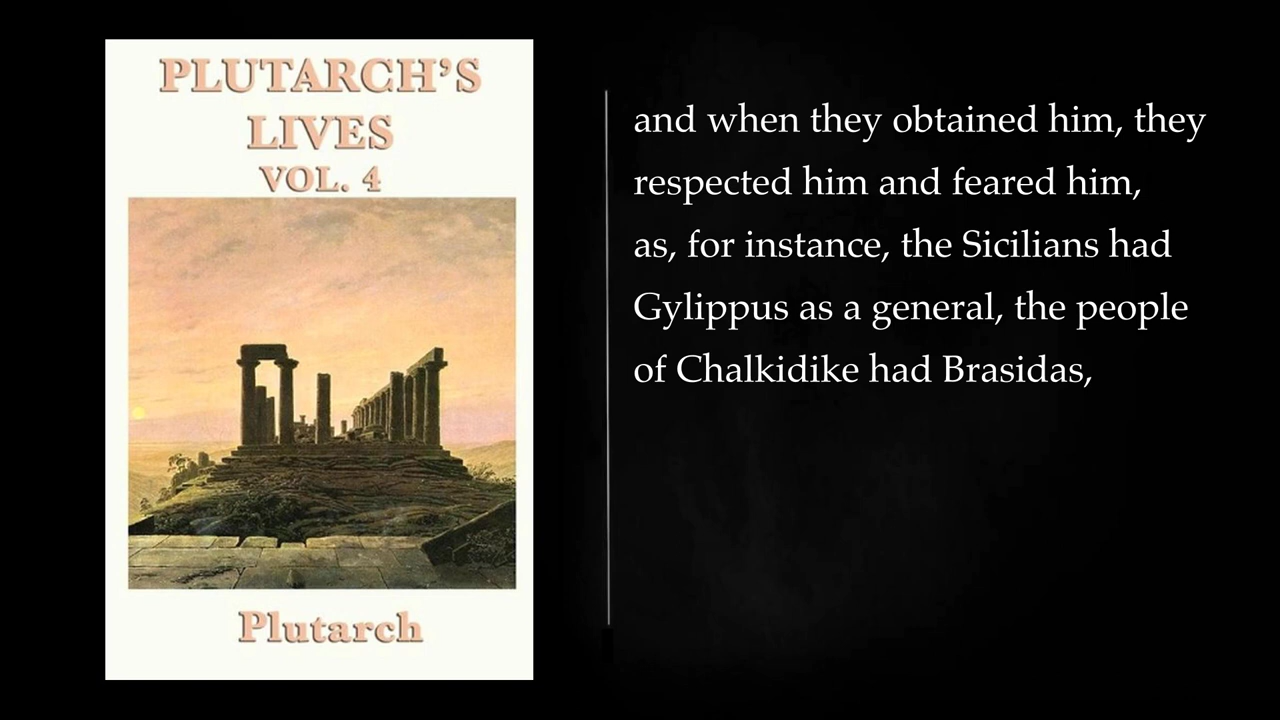 PLUTARCH'S
LIVES
VOL. 4
Plutarch
and when they obtained him, they
respected him and feared him,
as, for instance, the Sicilians had
Gylippus as a general, the people
of Chalkidike had Brasidas,